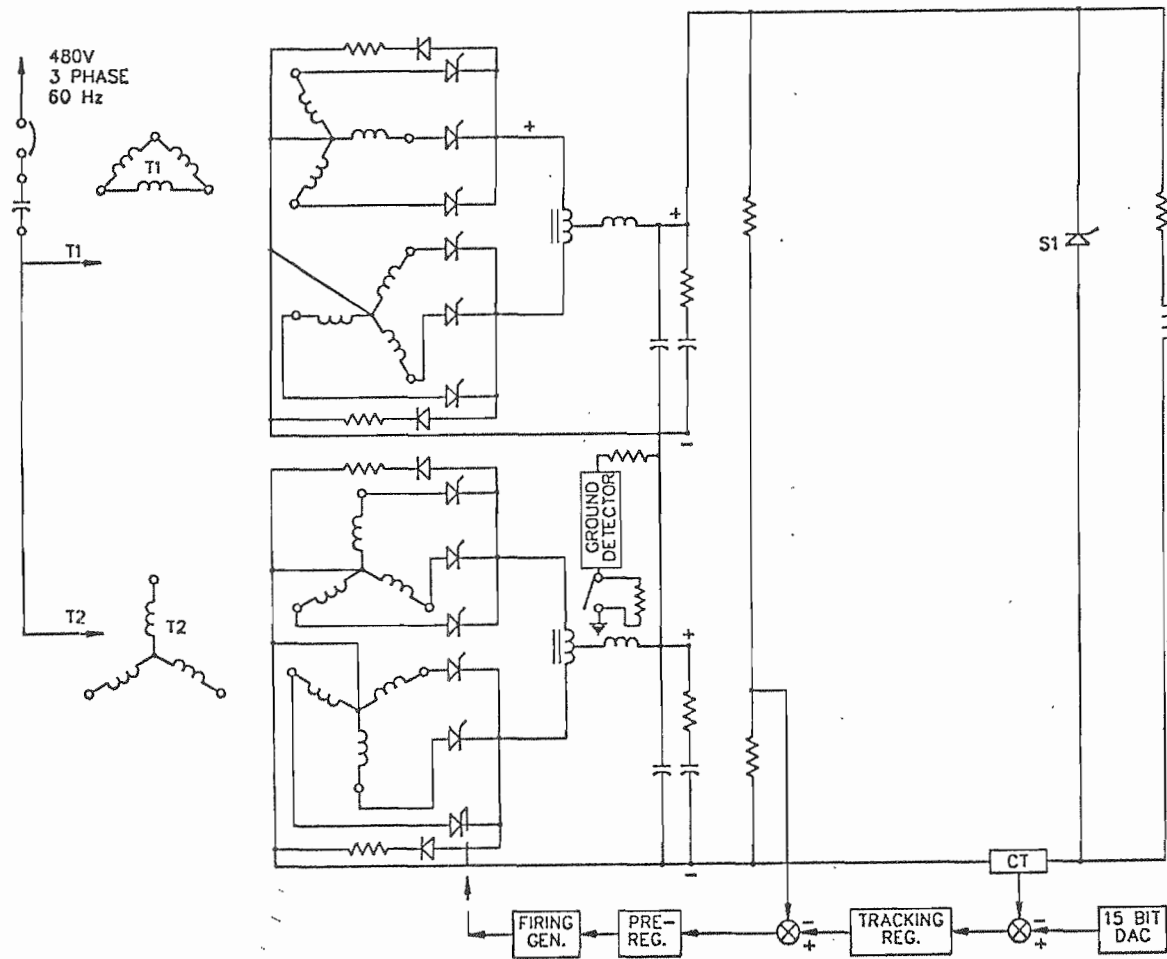 480V
3 PHASE
60 Hz
T1
T1
+
+
S1
-
GROUND
DETECTOR
T2
T2
+
-
CT
FIRING
GEN.
PRE-
REG.
-
+
TRACKING
REG.
-
+
15 BIT
DAC